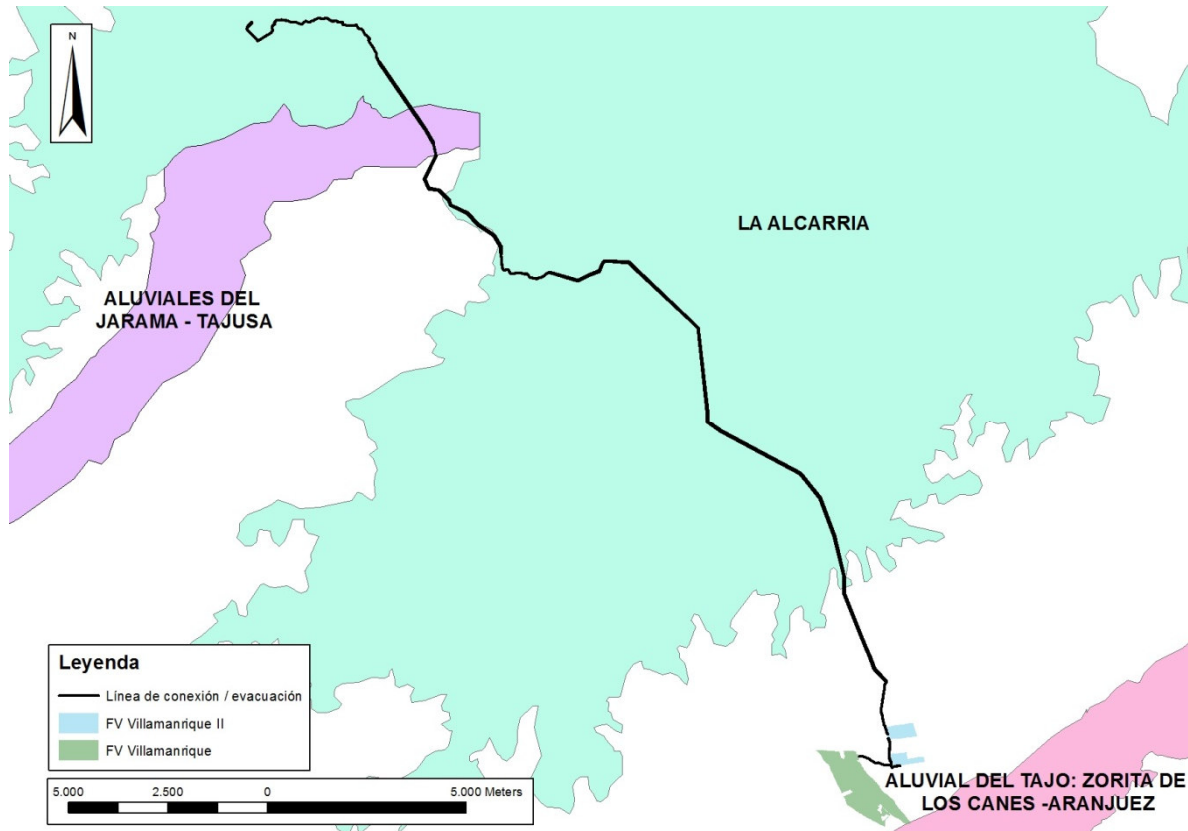 N
LA ALCARRIA
ALUVIALES DEL
JARAMA - TAJUSA
Leyenda
Línea de conexión / evacuación
FV Villamanrique II
FV Villamanrique
5.000 2.500 0 5.000 Meters
ALUVIAL DEL TAJO: ZORITA DE
LOS CANES -ARANJUEZ